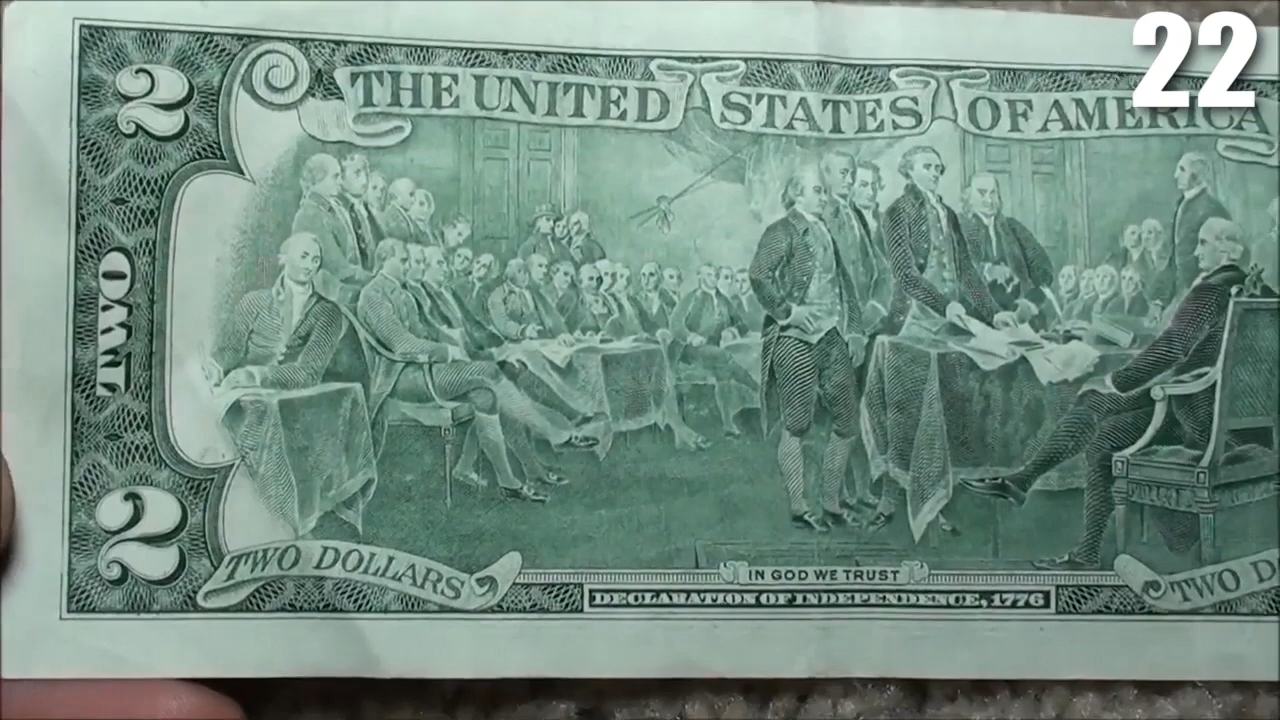 22
2
THE UNITED STATES OF AMERICA
TWO
2
TWO DOLLARS
IN GOD WE TRUST
DECLARATION OF INDEPENDENCE, 1776
TWO D